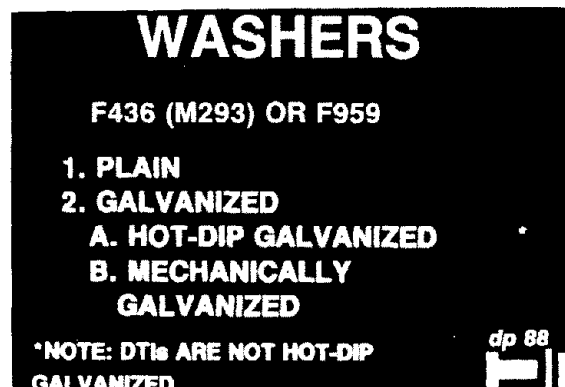 WASHERS
F436 (M293) OR F959
1. PLAIN
2. GALVANIZED
A. HOT-DIP GALVANIZED *
B. MECHANICALLY
GALVANIZED
*NOTE: DTIs ARE NOT HOT-DIP
GALVANIZED
dp 88